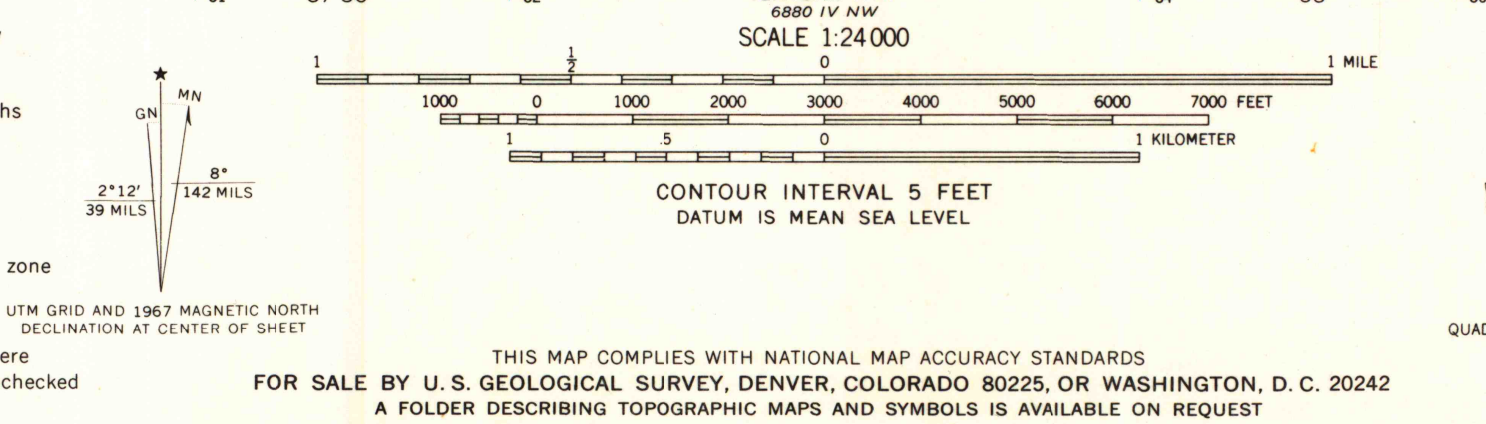 6880 IV NW
SCALE 1:24 000
1 ½ 0 1 MILE
1000 0 1000 2000 3000 4000 5000 6000 7000 FEET
1 .5 0 1 KILOMETER
CONTOUR INTERVAL 5 FEET
DATUM IS MEAN SEA LEVEL
★
GN MN
2°12′
39 MILS
8°
142 MILS
UTM GRID AND 1967 MAGNETIC NORTH
DECLINATION AT CENTER OF SHEET
hs
zone
ere
checked
THIS MAP COMPLIES WITH NATIONAL MAP ACCURACY STANDARDS
FOR SALE BY U. S. GEOLOGICAL SURVEY, DENVER, COLORADO 80225, OR WASHINGTON, D. C. 20242
A FOLDER DESCRIBING TOPOGRAPHIC MAPS AND SYMBOLS IS AVAILABLE ON REQUEST
QUAD